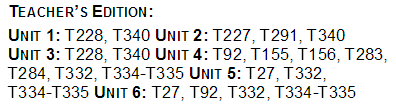 TEACHER'S EDITION:
UNIT 1: T228, T340 UNIT 2: T227, T291, T340
UNIT 3: T228, T340 UNIT 4: T92, T155, T156, T283,
T284, T332, T334-T335 UNIT 5: T27, T332,
T334-T335 UNIT 6: T27, T92, T332, T334-T335